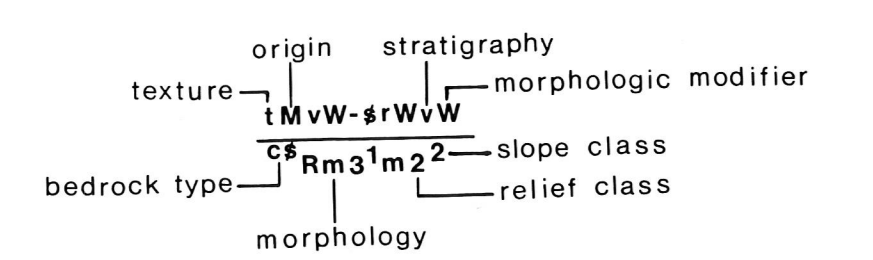 origin stratigraphy
texture morphologic modifier
tMvW-$rWvW
c$Rm3¹m2² slope class
bedrock type relief class
morphology